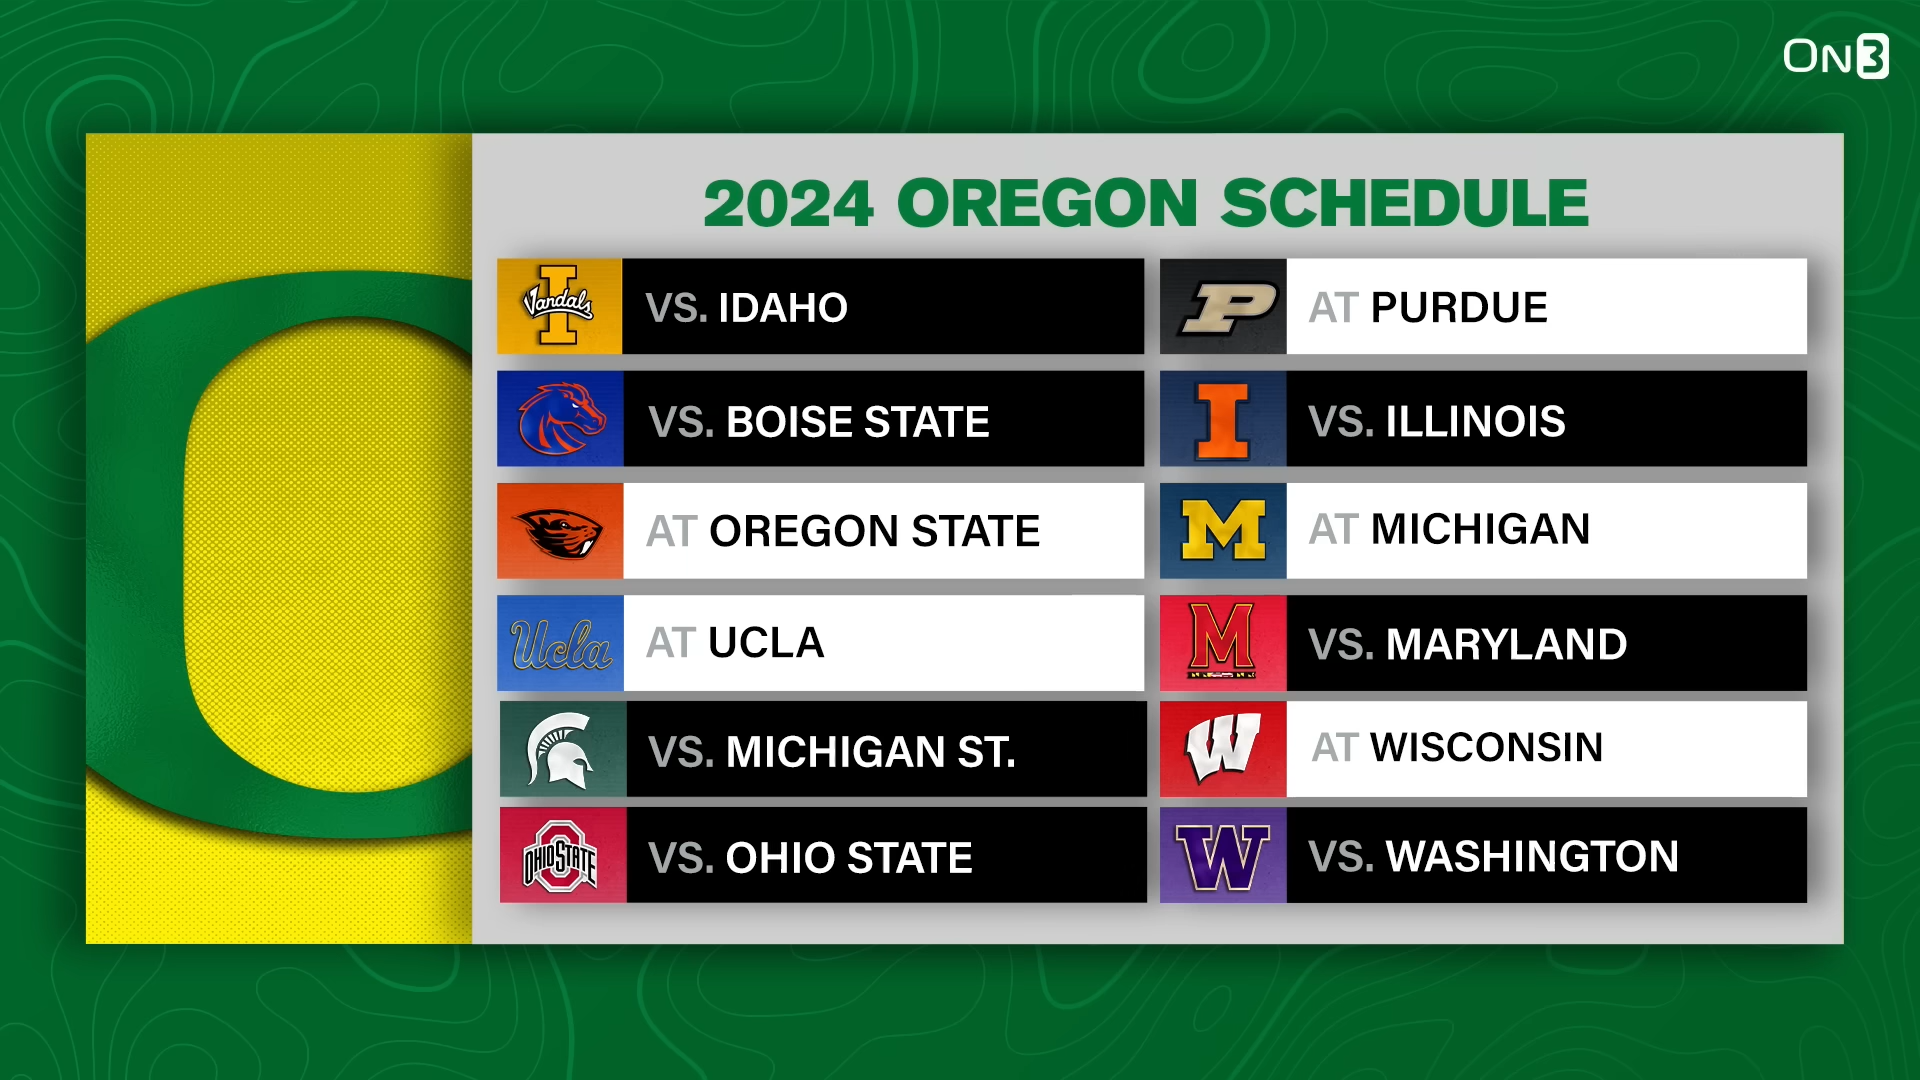 ON3
2024 OREGON SCHEDULE
Vandals
VS. IDAHO
VS. BOISE STATE
AT OREGON STATE
Ucla
AT UCLA
VS. MICHIGAN ST.
OHIO STATE
VS. OHIO STATE
P
AT PURDUE
I
VS. ILLINOIS
M
AT MICHIGAN
M
VS. MARYLAND
W
AT WISCONSIN
W
VS. WASHINGTON